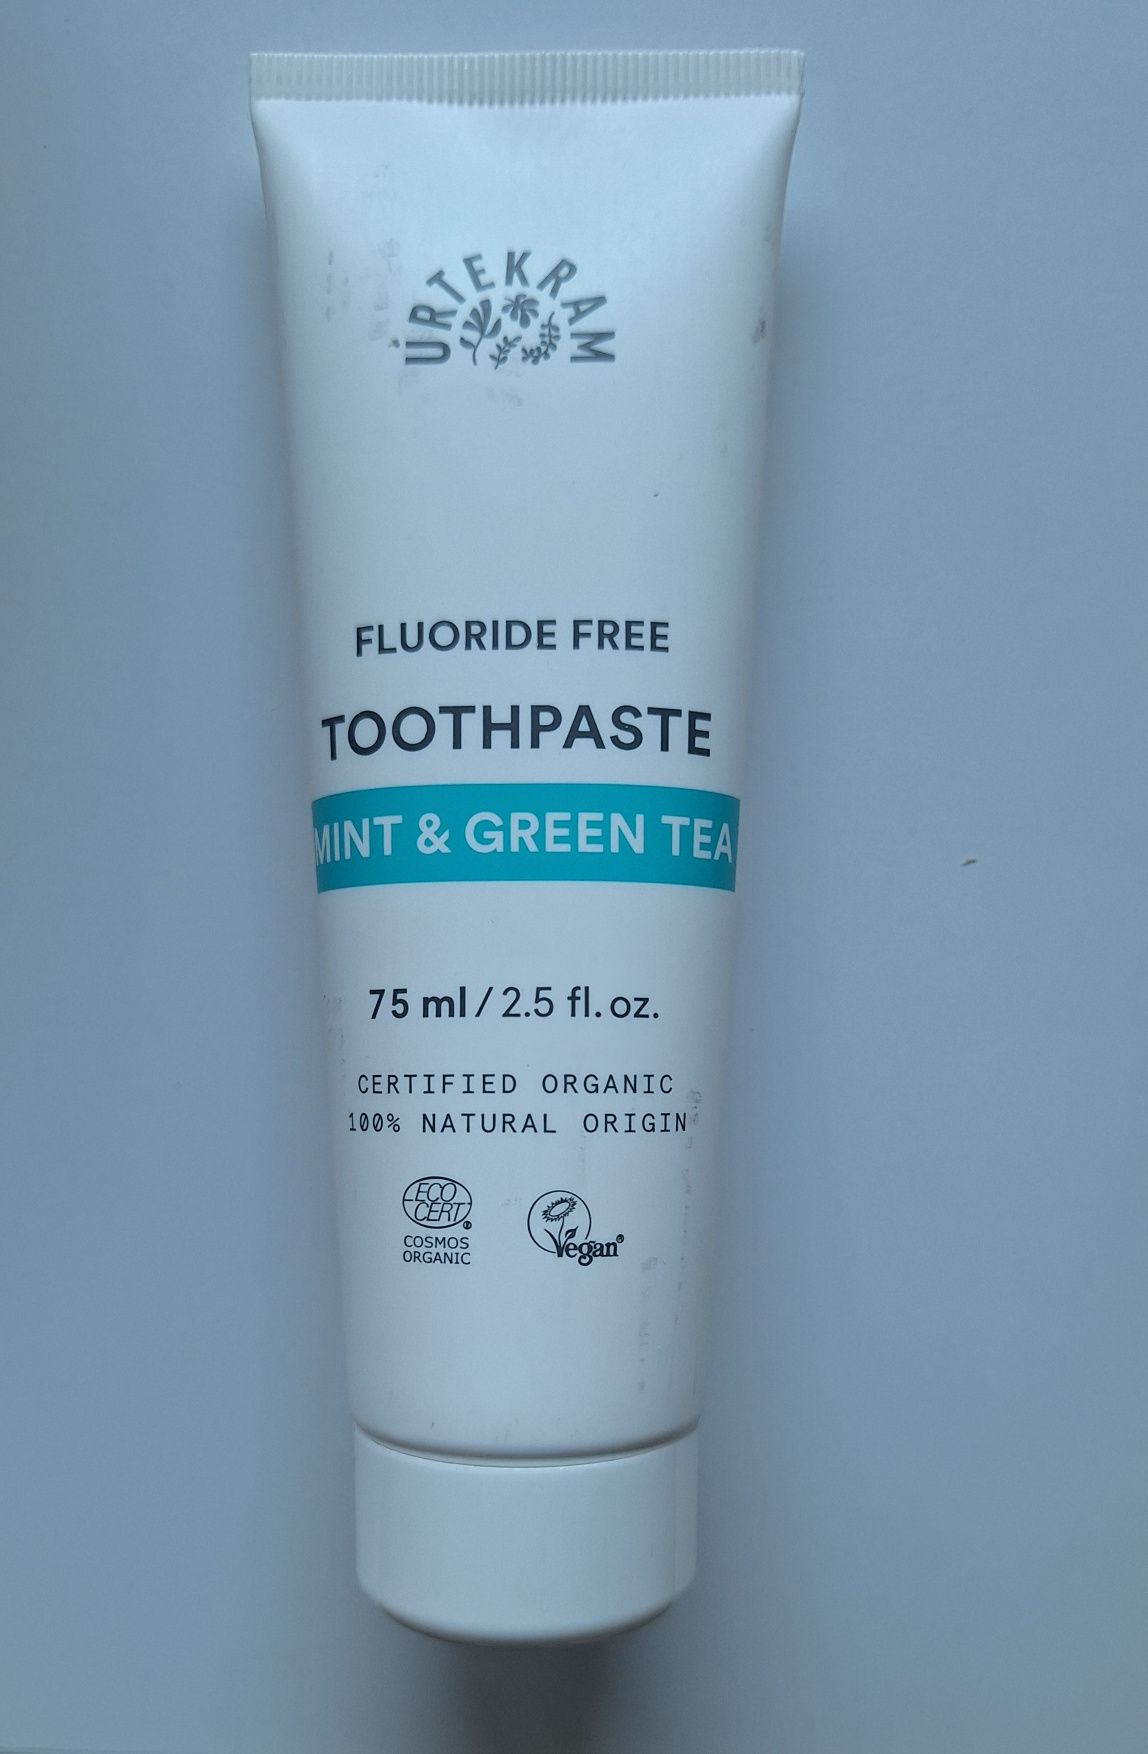 URTEKRAM
FLUORIDE FREE
TOOTHPASTE
MINT & GREEN TEA
75 ml / 2.5 fl. oz.
CERTIFIED ORGANIC
100% NATURAL ORIGIN
ECO
CERT®
COSMOS
ORGANIC
Vegan®